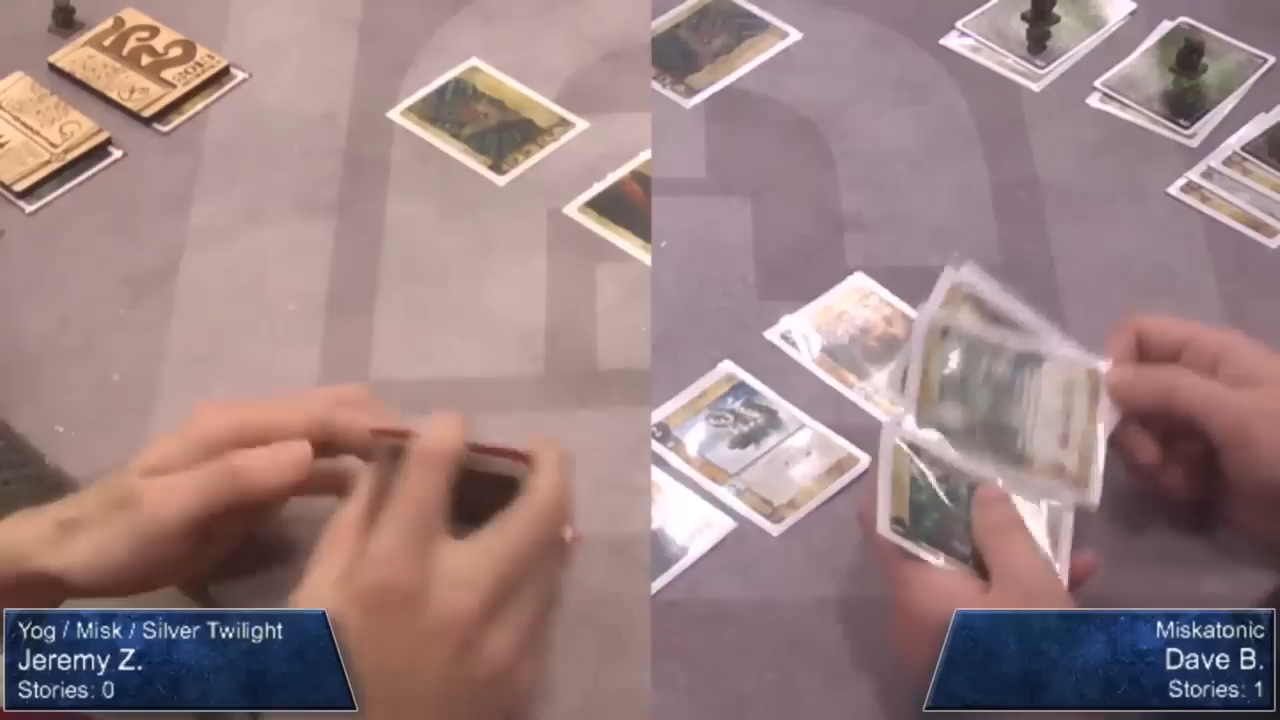 Yog / Misk / Silver Twilight
Jeremy Z.
Stories: 0
Miskatonic
Dave B.
Stories: 1